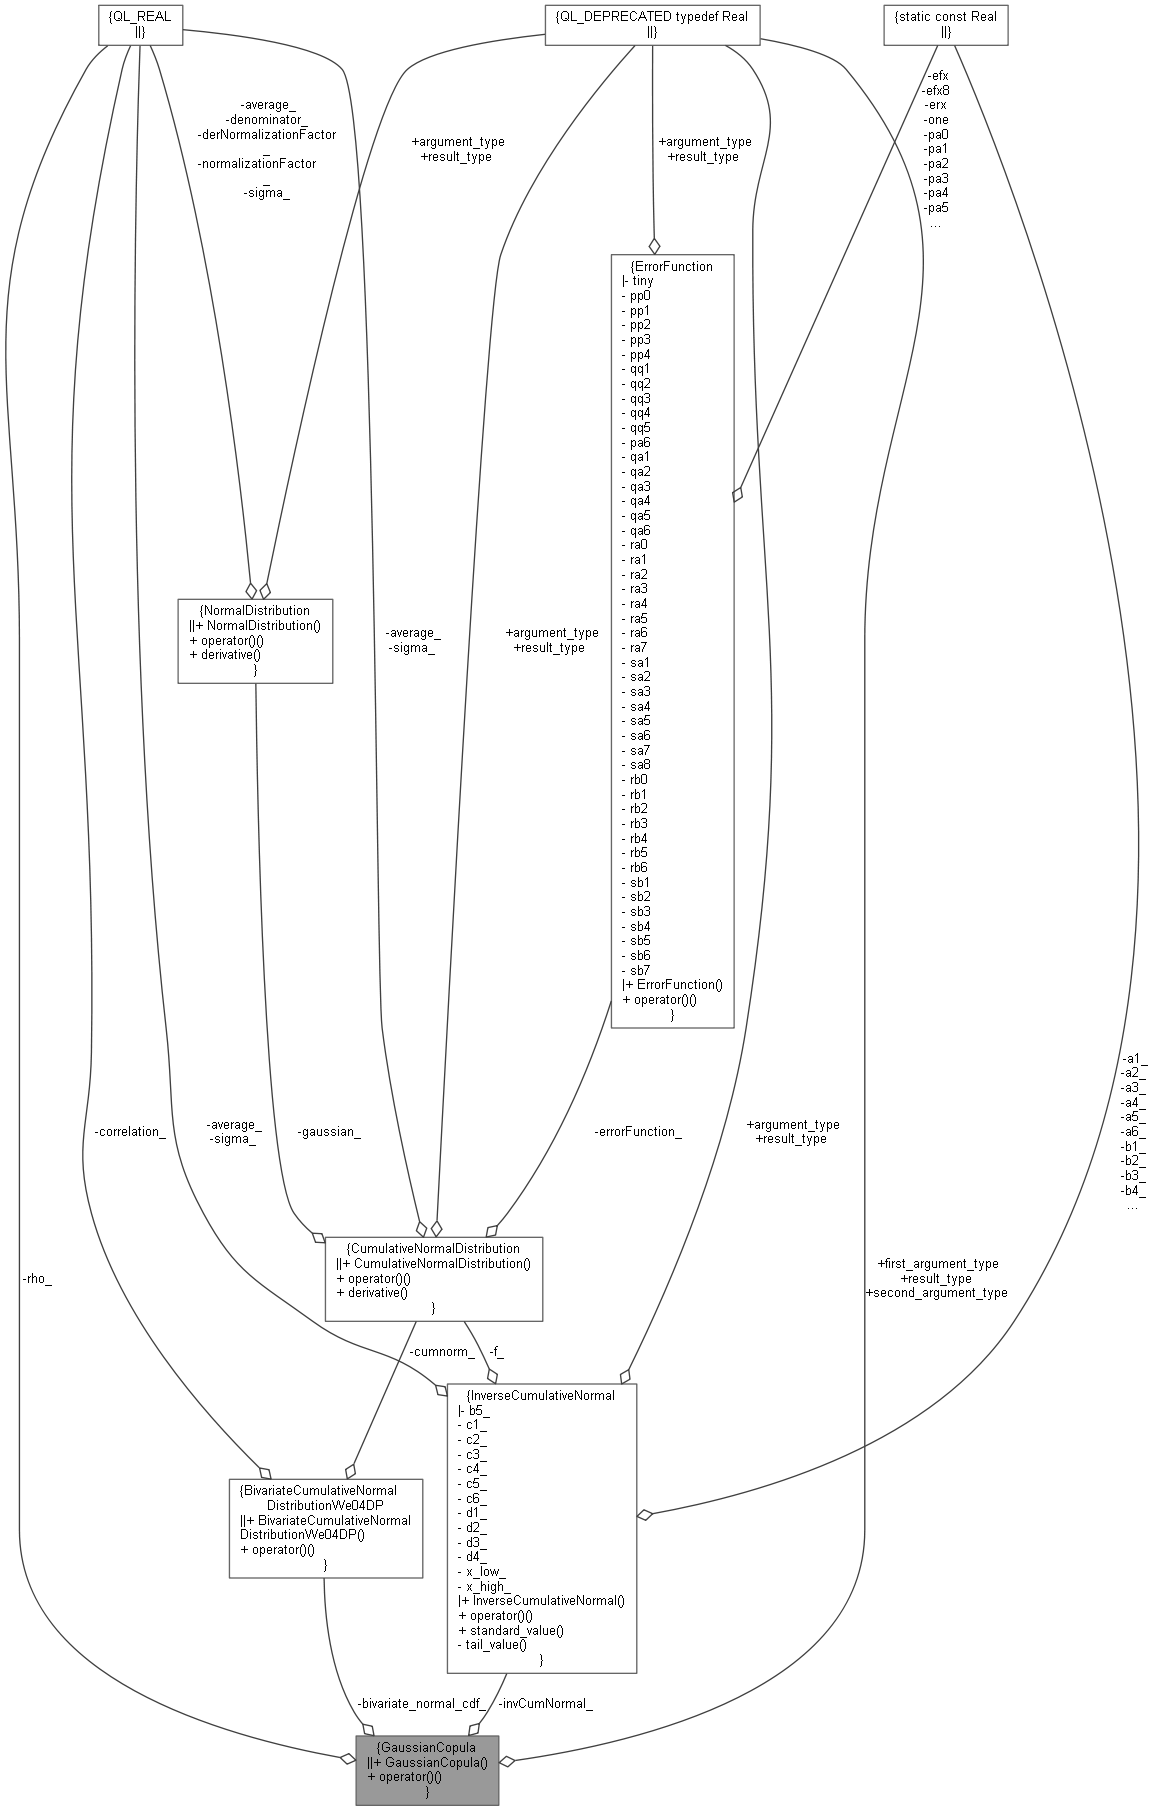 {QL_REAL
||}
{QL_DEPRECATED typedef Real
||}
{static const Real
||}
-average_
-denominator_
-derNormalizationFactor
_
-normalizationFactor
_
-sigma_
+argument_type
+result_type
+argument_type
+result_type
-efx
-efx8
-erx
-one
-pa0
-pa1
-pa2
-pa3
-pa4
-pa5
...
{ErrorFunction
|- tiny
- pp0
- pp1
- pp2
- pp3
- pp4
- qq1
- qq2
- qq3
- qq4
- qq5
- pa6
- qa1
- qa2
- qa3
- qa4
- qa5
- qa6
- ra0
- ra1
- ra2
- ra3
- ra4
- ra5
- ra6
- ra7
- sa1
- sa2
- sa3
- sa4
- sa5
- sa6
- sa7
- sa8
- rb0
- rb1
- rb2
- rb3
- rb4
- rb5
- rb6
- sb1
- sb2
- sb3
- sb4
- sb5
- sb6
- sb7
|+ ErrorFunction()
+ operator()()
}
{NormalDistribution
||+ NormalDistribution()
+ operator()()
+ derivative()
}
-average_
-sigma_
+argument_type
+result_type
-correlation_
-average_
-sigma_
-gaussian_
-errorFunction_
+argument_type
+result_type
-a1_
-a2_
-a3_
-a4_
-a5_
-a6_
-b1_
-b2_
-b3_
-b4_
...
{CumulativeNormalDistribution
||+ CumulativeNormalDistribution()
+ operator()()
+ derivative()
}
-rho_
+first_argument_type
+result_type
+second_argument_type
-cumnorm_
-f_
{InverseCumulativeNormal
|- b5_
- c1_
- c2_
- c3_
- c4_
- c5_
- c6_
- d1_
- d2_
- d3_
- d4_
- x_low_
- x_high_
|+ InverseCumulativeNormal()
+ operator()()
+ standard_value()
- tail_value()
}
{BivariateCumulativeNormal
DistributionWe04DP
||+ BivariateCumulativeNormal
DistributionWe04DP()
+ operator()()
}
-bivariate_normal_cdf_
-invCumNormal_
{GaussianCopula
||+ GaussianCopula()
+ operator()()
}